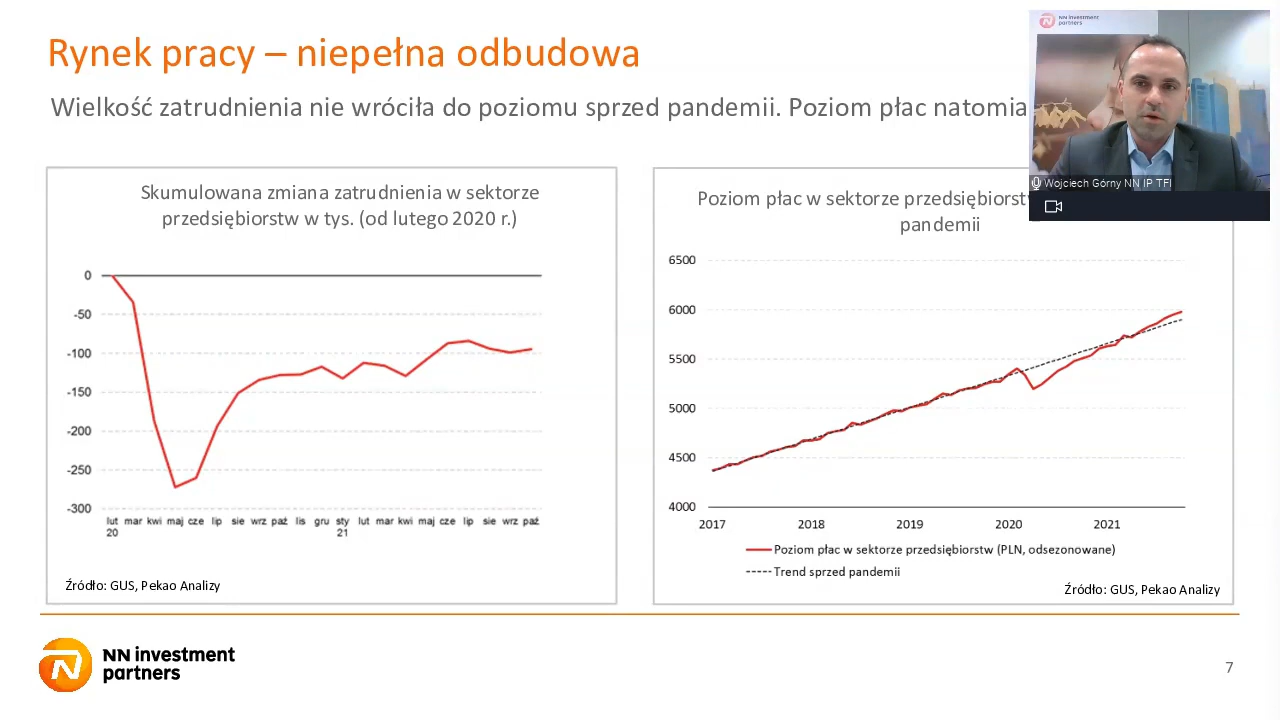 Rynek pracy – niepełna odbudowa
Wielkość zatrudnienia nie wróciła do poziomu sprzed pandemii. Poziom płac
NN investment
partners
Wojciech Górny NN IP TFI
Skumulowana zmiana zatrudnienia w sektorze
przedsiębiorstw w tys. (od lutego 2020 r.)
0
-50
-100
-150
-200
-250
-300
lut mar kwi maj cze lip sie wrz paź lis gru sty lut mar kwi maj cze lip sie wrz paź
20 21
Źródło: GUS, Pekao Analizy
Poziom płac w sektorze
pandemii
6500
6000
5500
5000
4500
4000
2017 2018 2019 2020 2021
Poziom płac w sektorze przedsiębiorstw (PLN, odsezonowane)
Trend sprzed pandemii
Źródło: GUS, Pekao Analizy
NN investment
partners
7